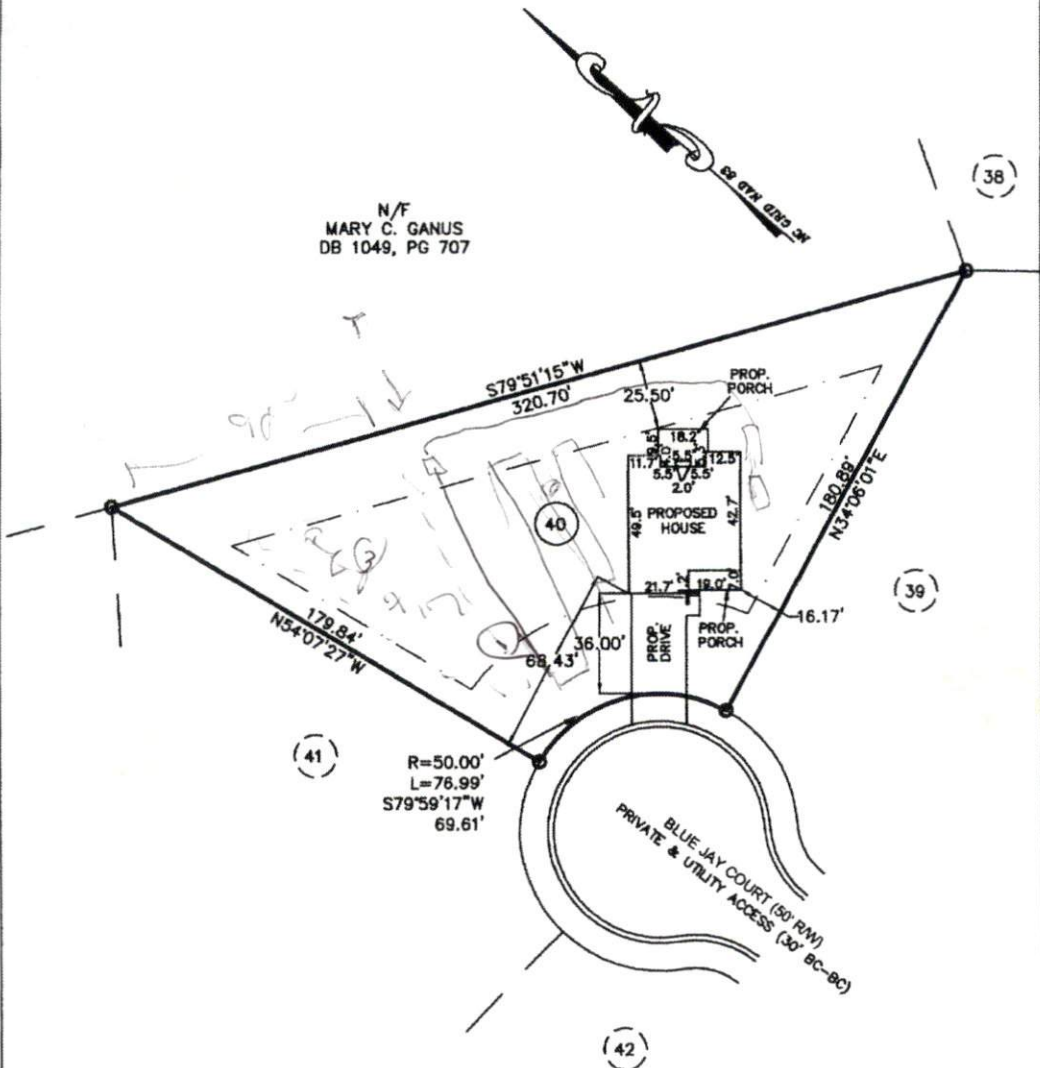 NC GRID NAD 83
38
N/F
MARY C. GANUS
DB 1049, PG 707
S79°51'15"W
320.70'
25.50'
PROP.
PORCH
18.2'
11.7'
5.5'
12.5'
5.5'
5.5'
2.0'
49.5'
PROPOSED
HOUSE
42.7'
40
180.89'
N34°06'01"E
39
21.7'
19.0'
7.0'
16.17'
36.00'
68.43'
PROP.
DRIVE
PROP.
PORCH
179.84'
N54°07'27"W
41
R=50.00'
L=76.99'
S79°59'17"W
69.61'
BLUE JAY COURT (50' R/W)
PRIVATE & UTILITY ACCESS (30' BC-BC)
42